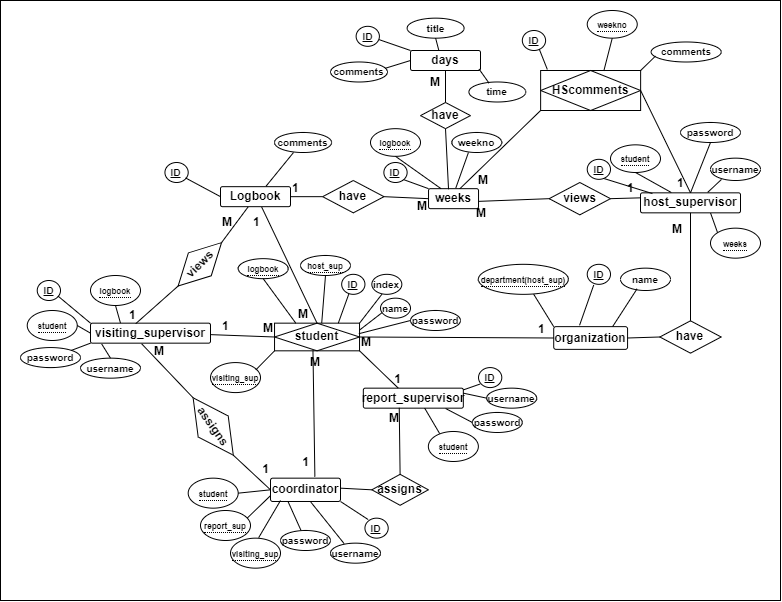 title
ID
weekno
ID
days
comments
comments
M
time
HScomments
have
password
comments
logbook
weekno
student
ID
ID
ID
username
M
1
1
1
Logbook
have
weeks
views
host_supervisor
M
M
M
1
M
weeks
views
host_sup
logbook
ID
index
department(host_sup)
ID
name
ID
logbook
name
M
student
1
1
M
password
1
visiting_supervisor
student
organization
have
password
M
M
M
username
visiting_sup
1
ID
report_supervisor
username
assigns
M
password
student
1
1
coordinator
assigns
student
report_sup
ID
visiting_sup
password
username